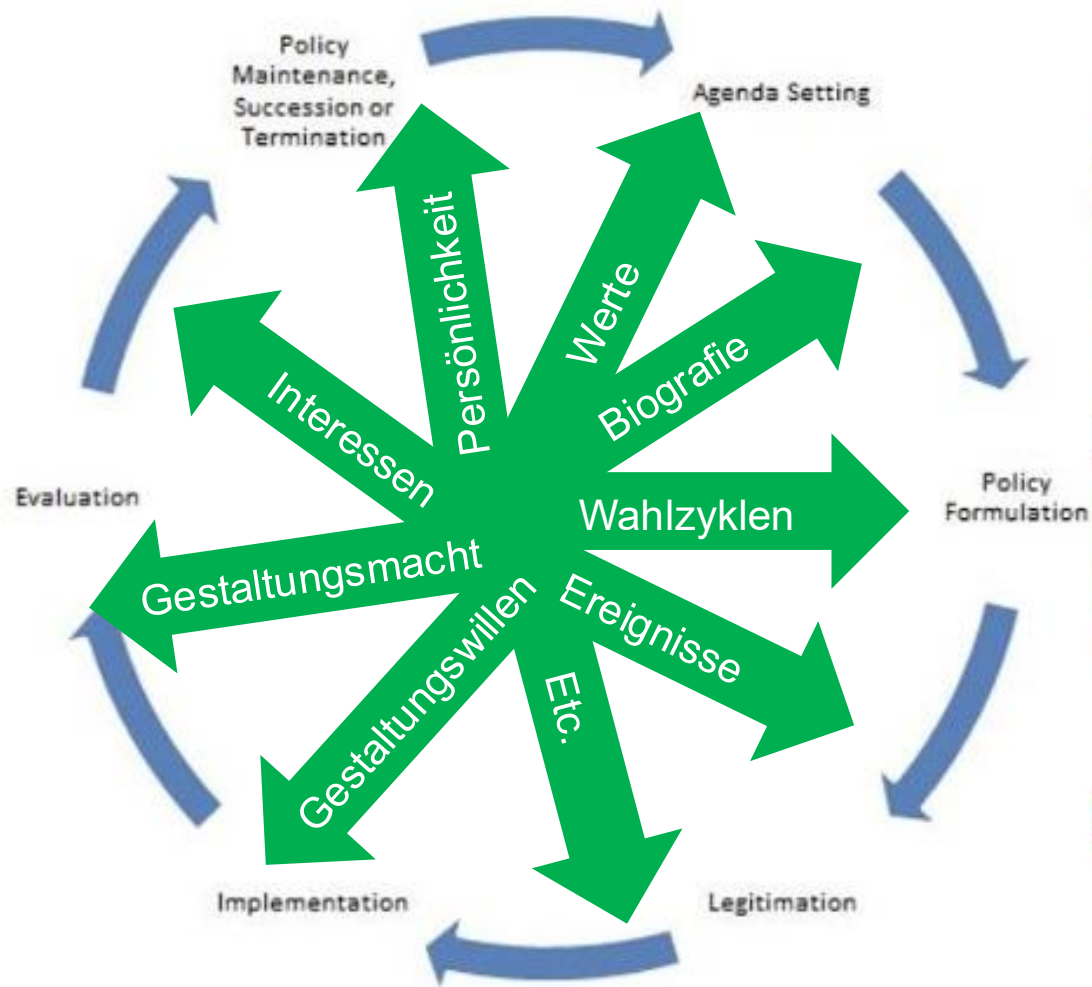 Policy
Maintenance,
Succession or
Termination
Agenda Setting
Policy
Formulation
Legitimation
Implementation
Evaluation
Persönlichkeit
Werte
Biografie
Wahlzyklen
Ereignisse
Etc.
Gestaltungswillen
Gestaltungsmacht
Interessen